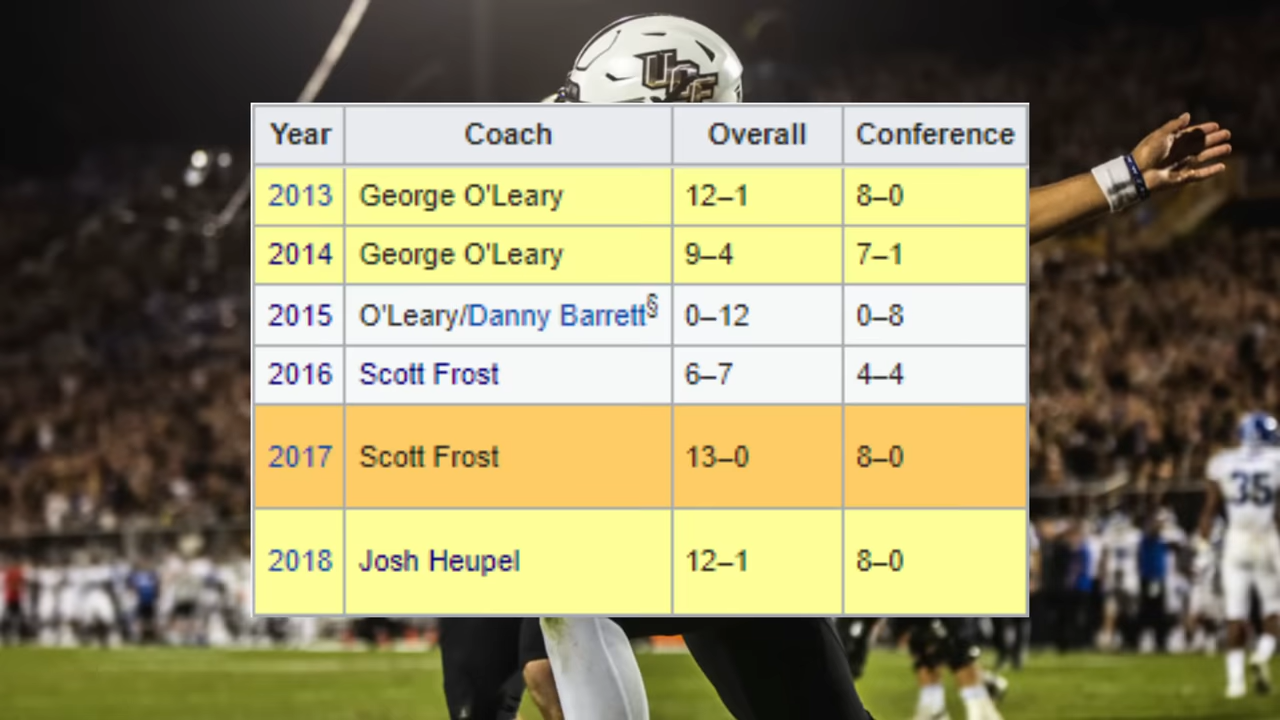 UCF
Year Coach Overall Conference
2013 George O'Leary 12–1 8–0
2014 George O'Leary 9–4 7–1
2015 O'Leary/Danny Barrett§ 0–12 0–8
2016 Scott Frost 6–7 4–4
2017 Scott Frost 13–0 8–0
2018 Josh Heupel 12–1 8–0
35